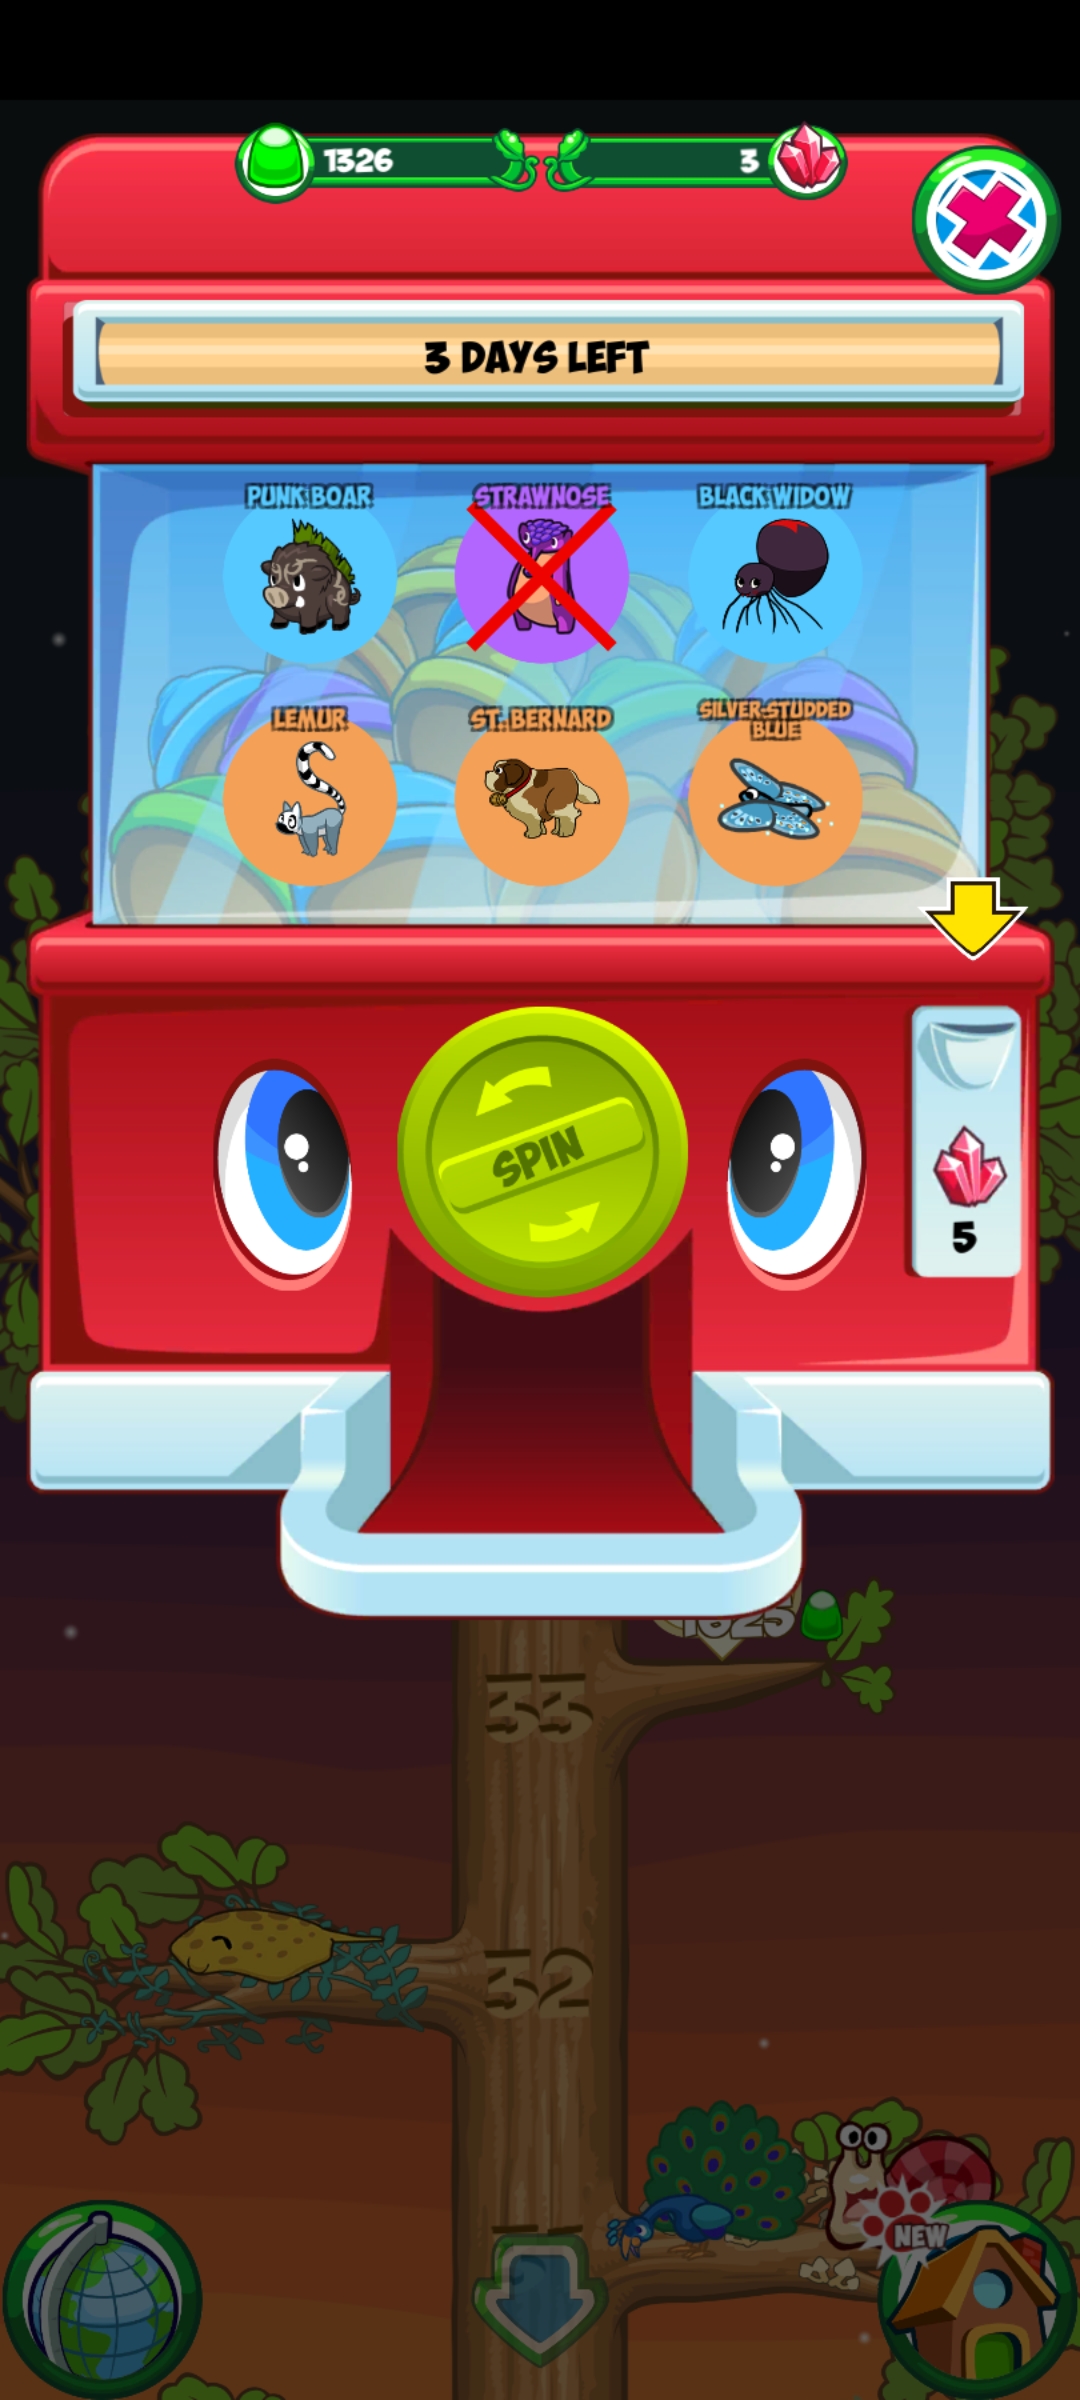 1326
3
3 DAYS LEFT
PUNK BOAR
STRAWNOSE
BLACK WIDOW
LEMUR
ST. BERNARD
SILVER-STUDDED
BLUE
SPIN
5
1625
33
32
NEW